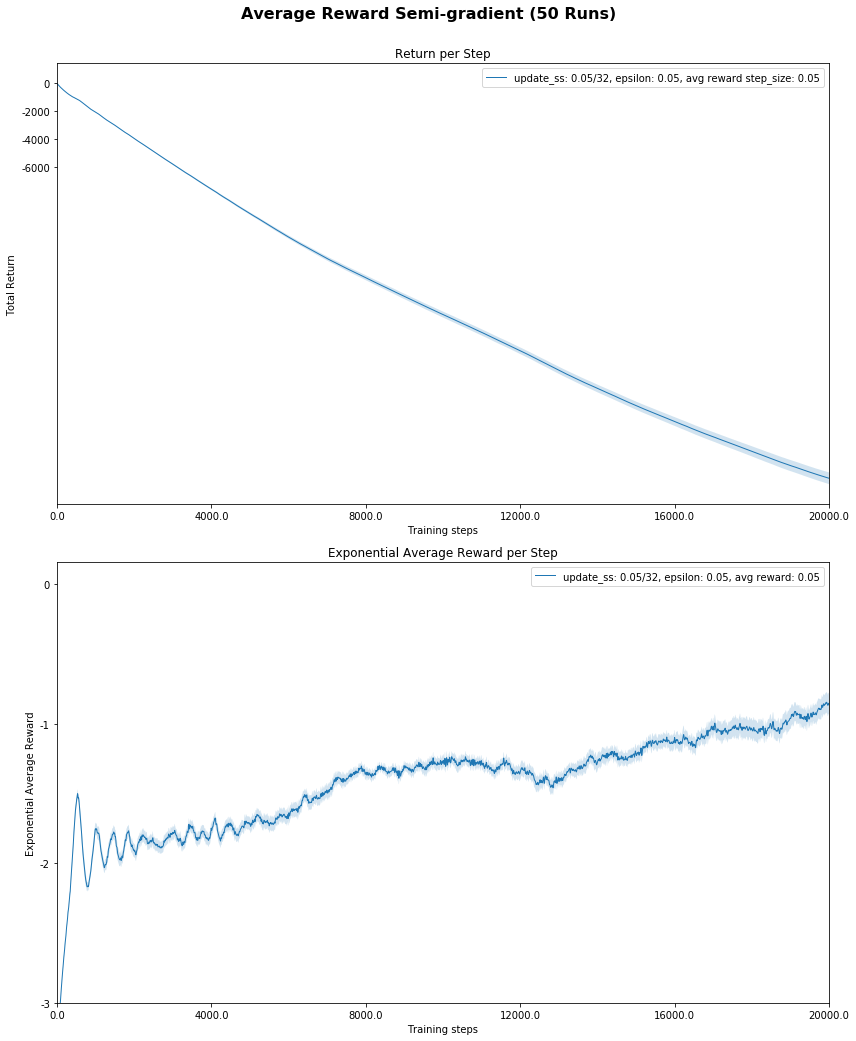 Average Reward Semi-gradient (50 Runs)
Return per Step
update_ss: 0.05/32, epsilon: 0.05, avg reward step_size: 0.05
0
-2000
-4000
-6000
Total Return
0.0 4000.0 8000.0 12000.0 16000.0 20000.0
Training steps
Exponential Average Reward per Step
update_ss: 0.05/32, epsilon: 0.05, avg reward: 0.05
0
-1
-2
-3
Exponential Average Reward
0.0 4000.0 8000.0 12000.0 16000.0 20000.0
Training steps